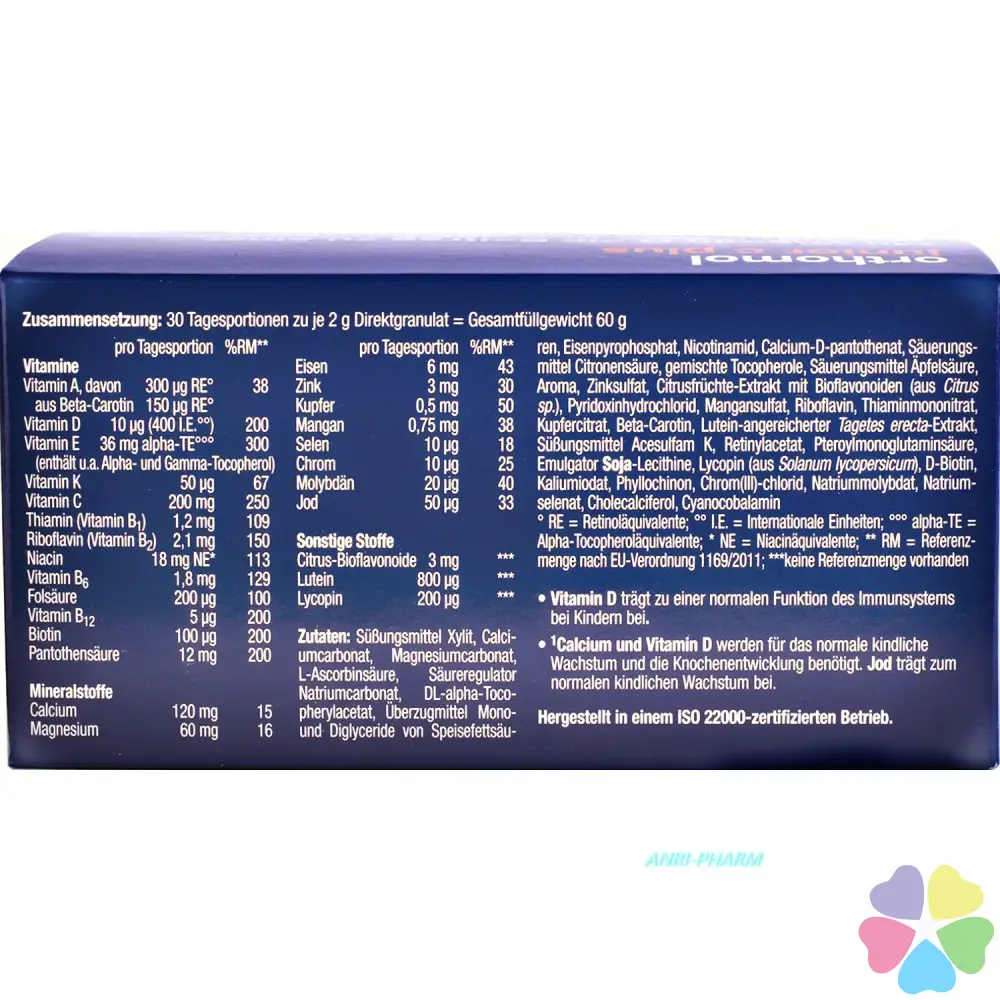 orthomol
junior c plus
Zusammensetzung: 30 Tagesportionen zu je 2 g Direktgranulat = Gesamtfüllgewicht 60 g
pro Tagesportion %RM**
Vitamine
Vitamin A, davon 300 µg RE° 38
aus Beta-Carotin 150 µg RE°
Vitamin D 10 µg (400 I.E.°°) 200
Vitamin E 36 mg alpha-TE°°° 300
(enthält u.a. Alpha- und Gamma-Tocopherol)
Vitamin K 50 µg 67
Vitamin C 200 mg 250
Thiamin (Vitamin B1) 1,2 mg 109
Riboflavin (Vitamin B2) 2,1 mg 150
Niacin 18 mg NE* 113
Vitamin B6 1,8 mg 129
Folsäure 200 µg 100
Vitamin B12 5 µg 200
Biotin 100 µg 200
Pantothensäure 12 mg 200
Mineralstoffe
Calcium 120 mg 15
Magnesium 60 mg 16
pro Tagesportion %RM**
Eisen 6 mg 43
Zink 3 mg 30
Kupfer 0,5 mg 50
Mangan 0,75 mg 38
Selen 10 µg 18
Chrom 10 µg 25
Molybdän 20 µg 40
Jod 50 µg 33
Sonstige Stoffe
Citrus-Bioflavonoide 3 mg ***
Lutein 800 µg ***
Lycopin 200 µg ***
Zutaten: Süßungsmittel Xylit, Calci-
umcarbonat, Magnesiumcarbonat,
L-Ascorbinsäure, Säureregulator
Natriumcarbonat, DL-alpha-Toco-
pherylacetat, Überzugmittel Mono-
und Diglyceride von Speisefettsäu-
ren, Eisenpyrophosphat, Nicotinamid, Calcium-D-pantothenat, Säuerungs-
mittel Citronensäure, gemischte Tocopherole, Säuerungsmittel Äpfelsäure,
Aroma, Zinksulfat, Citrusfrüchte-Extrakt mit Bioflavonoiden (aus Citrus
sp.), Pyridoxinhydrochlorid, Mangansulfat, Riboflavin, Thiaminmononitrat,
Kupfercitrat, Beta-Carotin, Lutein-angereicherter Tagetes erecta-Extrakt,
Süßungsmittel Acesulfam K, Retinylacetat, Pteroylmonoglutaminsäure,
Emulgator Soja-Lecithine, Lycopin (aus Solanum lycopersicum), D-Biotin,
Kaliumiodat, Phyllochinon, Chrom(III)-chlorid, Natriummolybdat, Natrium-
selenat, Cholecalciferol, Cyanocobalamin
° RE = Retinoläquivalente; °° I.E. = Internationale Einheiten; °°° alpha-TE =
Alpha-Tocopheroläquivalente; * NE = Niacinäquivalente; ** RM = Referenz-
menge nach EU-Verordnung 1169/2011; ***keine Referenzmenge vorhanden
• Vitamin D trägt zu einer normalen Funktion des Immunsystems
bei Kindern bei.
• ¹Calcium und Vitamin D werden für das normale kindliche
Wachstum und die Knochenentwicklung benötigt. Jod trägt zum
normalen kindlichen Wachstum bei.
Hergestellt in einem ISO 22000-zertifizierten Betrieb.
ANRI-PHARM